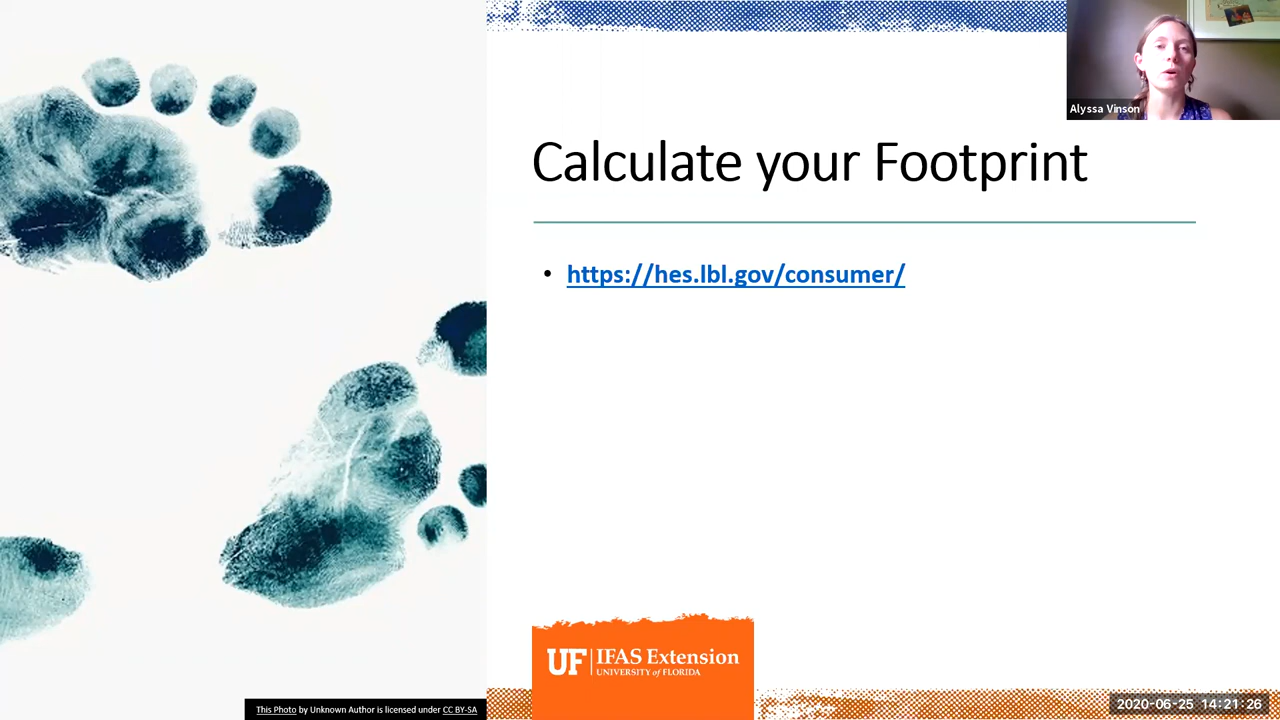 Alyssa Vinson
Calculate your Footprint
• https://hes.lbl.gov/consumer/
UF IFAS Extension
UNIVERSITY of FLORIDA
This Photo by Unknown Author is licensed under CC BY-SA
2020-06-25 14:21:26